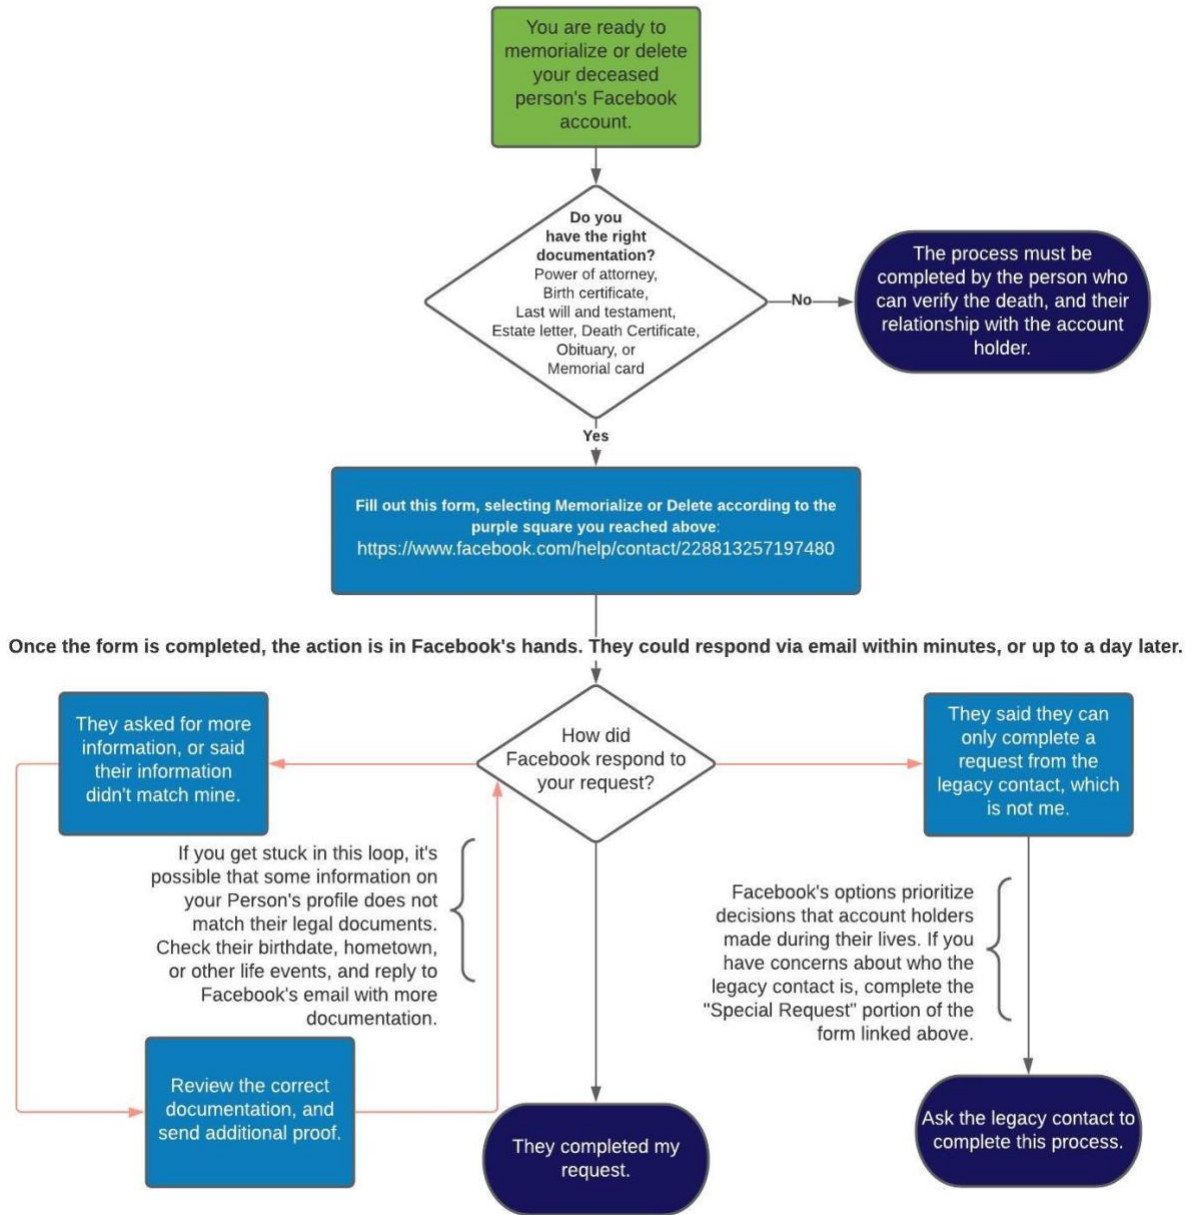 You are ready to
memorialize or delete
your deceased
person's Facebook
account.
Do you
have the right
documentation?
Power of attorney,
Birth certificate,
Last will and testament,
Estate letter, Death Certificate,
Obituary, or
Memorial card
No
The process must be
completed by the person who
can verify the death, and their
relationship with the account
holder.
Yes
Fill out this form, selecting Memorialize or Delete according to the
purple square you reached above:
https://www.facebook.com/help/contact/228813257197480
Once the form is completed, the action is in Facebook's hands. They could respond via email within minutes, or up to a day later.
They asked for more
information, or said
their information
didn't match mine.
How did
Facebook respond to
your request?
They said they can
only complete a
request from the
legacy contact, which
is not me.
If you get stuck in this loop, it's
possible that some information on
your Person's profile does not
match their legal documents.
Check their birthdate, hometown,
or other life events, and reply to
Facebook's email with more
documentation.
Facebook's options prioritize
decisions that account holders
made during their lives. If you
have concerns about who the
legacy contact is, complete the
"Special Request" portion of the
form linked above.
Review the correct
documentation, and
send additional proof.
They completed my
request.
Ask the legacy contact to
complete this process.